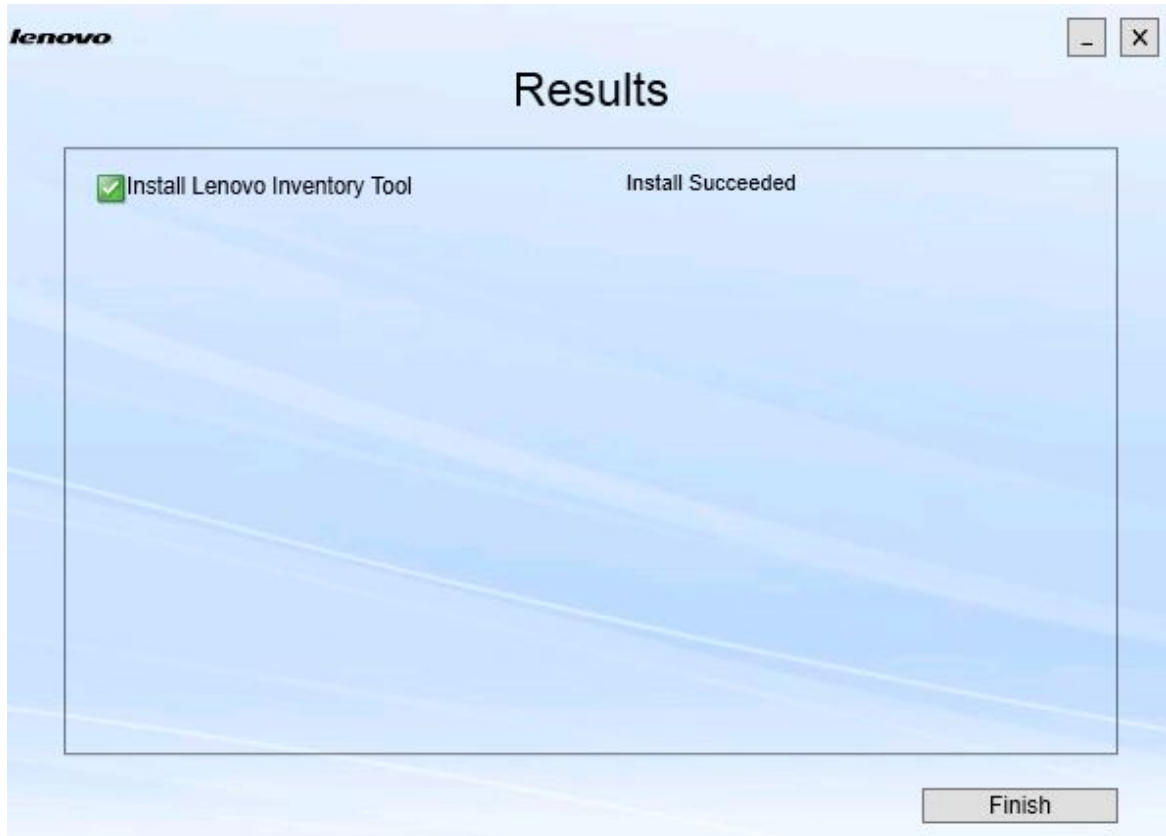 lenovo
Results
Install Lenovo Inventory Tool Install Succeeded
Finish